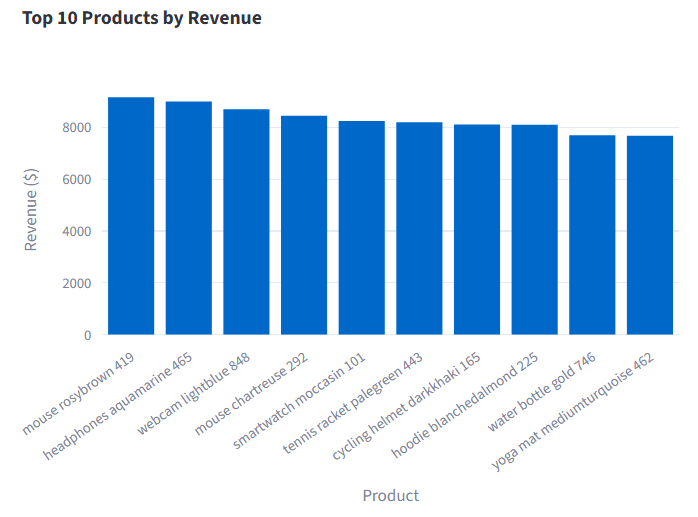 Top 10 Products by Revenue
Revenue ($)
8000
6000
4000
2000
0
mouse rosybrown 419
headphones aquamarine 465
webcam lightblue 848
mouse chartreuse 292
smartwatch moccasin 101
tennis racket palegreen 443
cycling helmet darkkhaki 165
hoodie blanchedalmond 225
water bottle gold 746
yoga mat mediumturquoise 462
Product